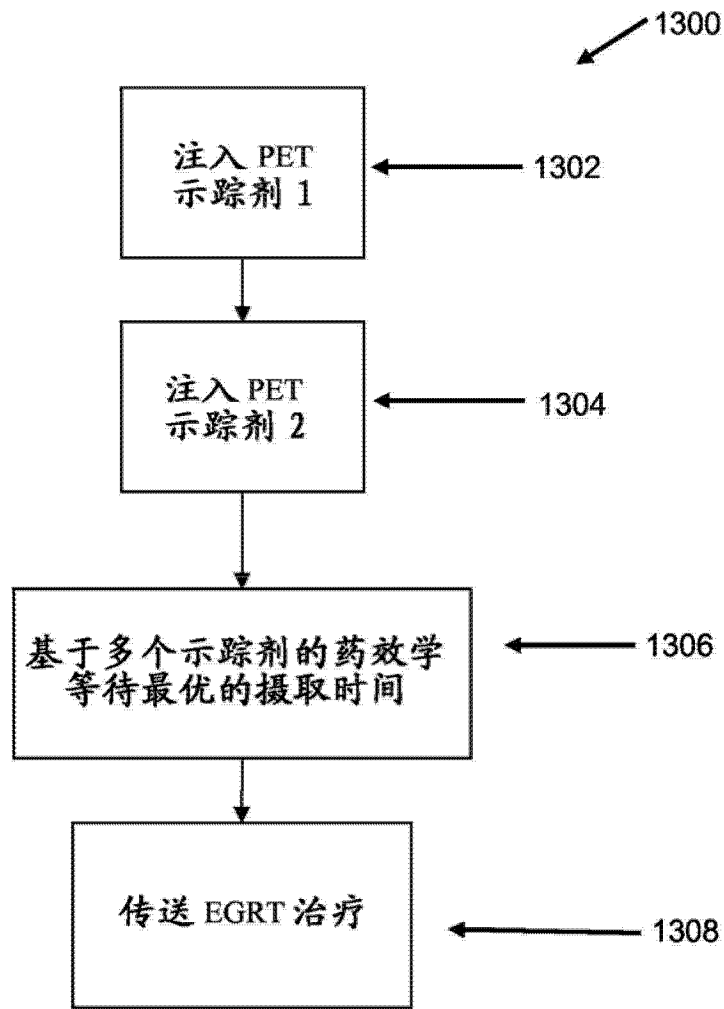 1300
注入 PET
示踪剂 1
1302
注入 PET
示踪剂 2
1304
基于多个示踪剂的药效学
等待最优的摄取时间
1306
传送 EGRT 治疗
1308